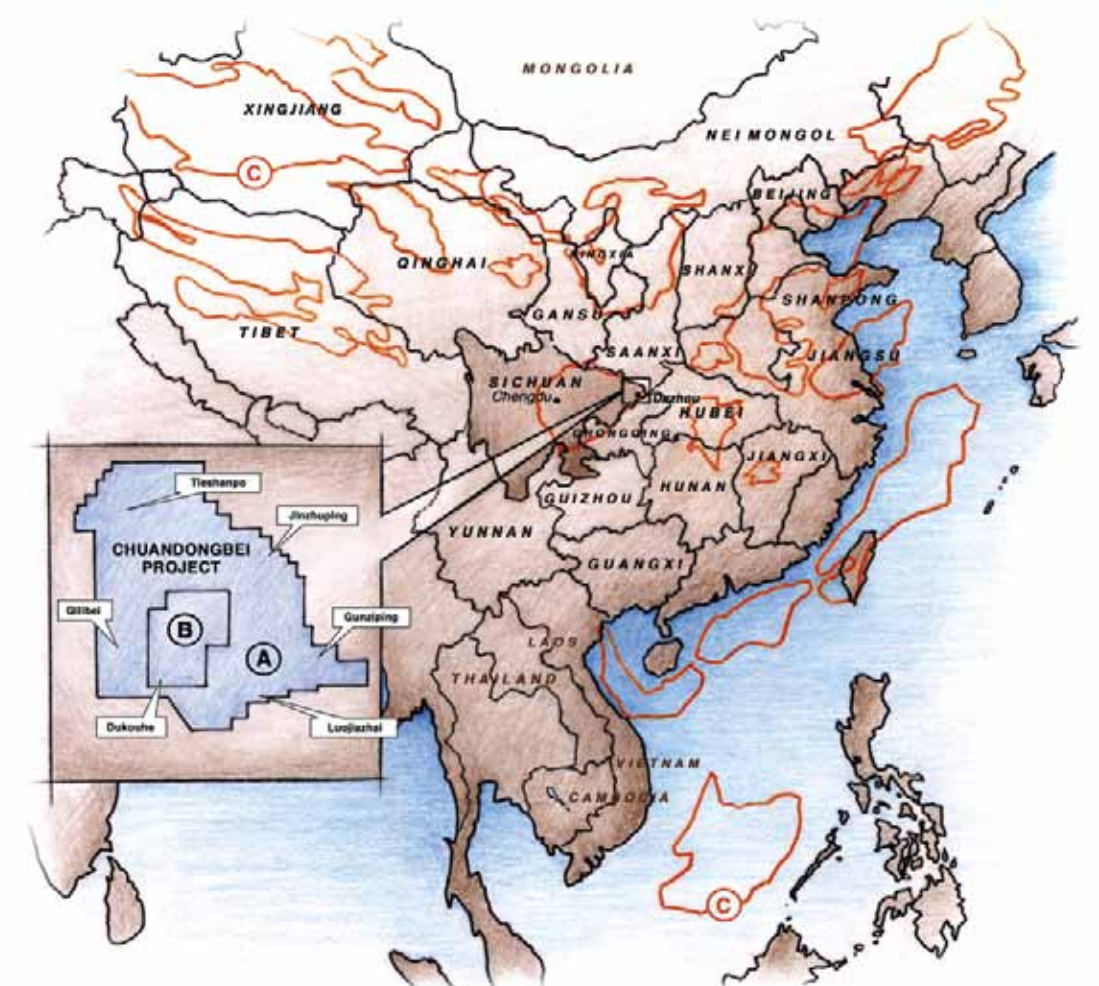 MONGOLIA
XINGJIANG
NEI MONGOL
C
BEIJING
QINGHAI
NINGXIA
SHANXI
SHANDONG
GANSU
TIBET
SAANXI
JIANGSU
SICHUAN
Chengdu
Dazhou
HUBEI
CHONGQING
JIANGXI
HUNAN
GUIZHOU
YUNNAN
GUANGXI
LAOS
THAILAND
VIETNAM
CAMBODIA
C
Tieshanpo
Jinzhuping
CHUANDONGBEI
PROJECT
Qilibei
Gunziping
B
A
Dukouhe
Luojiazhai